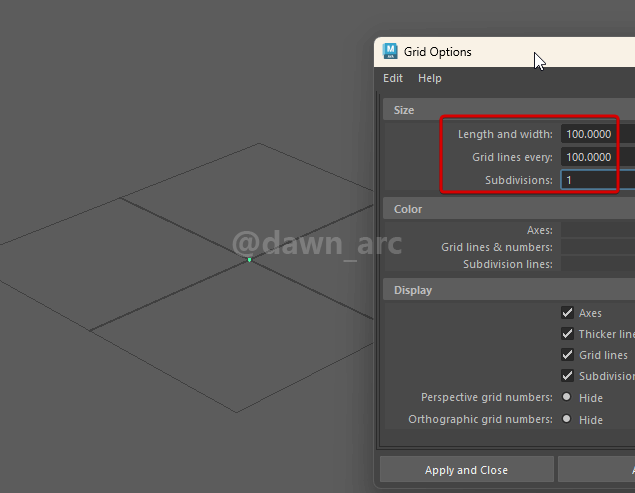 Grid Options
Edit Help
Size
Length and width: 100.0000
Grid lines every: 100.0000
Subdivisions: 1
Color
Axes:
Grid lines & numbers:
Subdivision lines:
Display
Axes
Thicker line
Grid lines
Subdivision
Perspective grid numbers: Hide
Orthographic grid numbers: Hide
Apply and Close
@dawn_arc